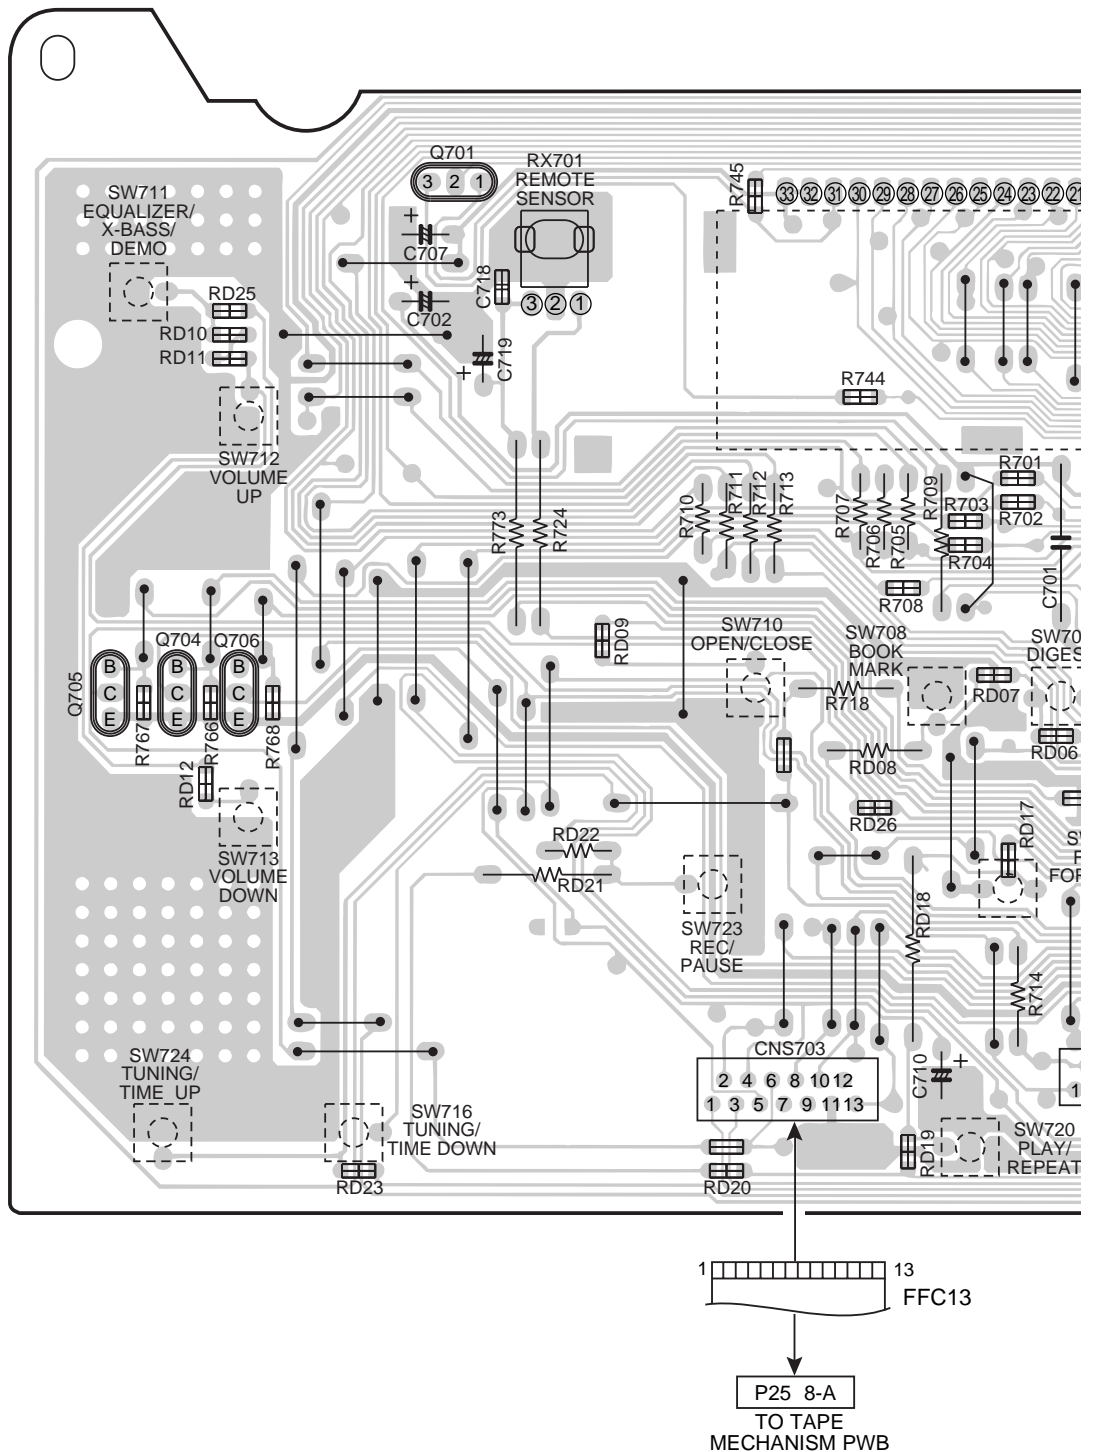 Q701
3 2 1
RX701
REMOTE
SENSOR
R745
33 32 31 30 29 28 27 26 25 24 23 22 21
SW711
EQUALIZER/
X-BASS/
DEMO
+
C707
+
C702
C718
3 2 1
RD25
RD10
RD11
+
C719
R744
SW712
VOLUME
UP
R773
R724
R710
R711
R712
R713
R707
R706
R705
R709
R701
R702
R703
R704
R708
C701
RD09
SW710
OPEN/CLOSE
SW708
BOOK
MARK
SW70
DIGES
Q705
Q704
Q706
B
C
E
B
C
E
B
C
E
R767
R766
R768
RD12
R718
RD07
RD06
RD08
RD26
RD17
SW713
VOLUME
DOWN
RD22
RD21
SW723
REC/
PAUSE
RD18
FOR
R714
SW724
TUNING/
TIME UP
CNS703
2 4 6 8 10 12
1 3 5 7 9 11 13
C710
+
1
SW716
TUNING/
TIME DOWN
SW720
PLAY/
REPEAT
RD19
RD23
RD20
1 13
FFC13
P25 8-A
TO TAPE
MECHANISM PWB